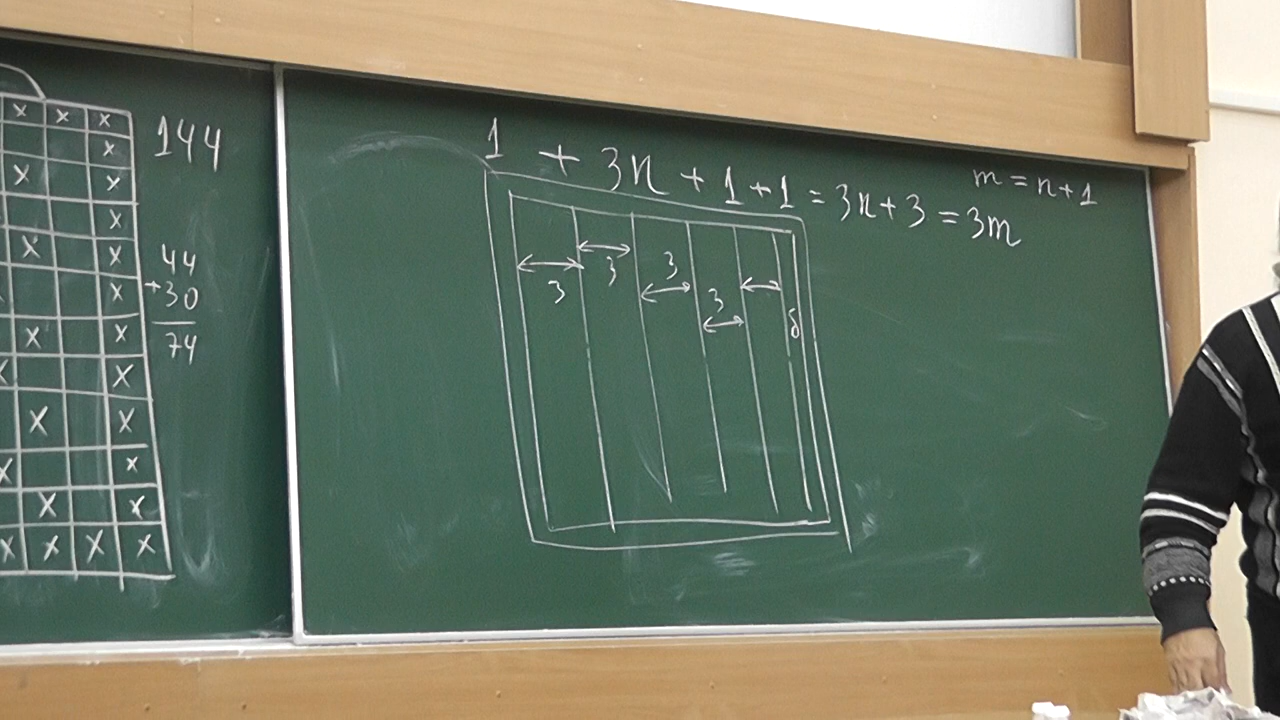 x x x
x
x x
x
x x
x
x x
x x
x x
x x
x x
x x x x
144
44
+30
74
1 + 3n + 1 + 1 = 3n + 3 = 3m
m = n + 1
3
3
3
3
δ